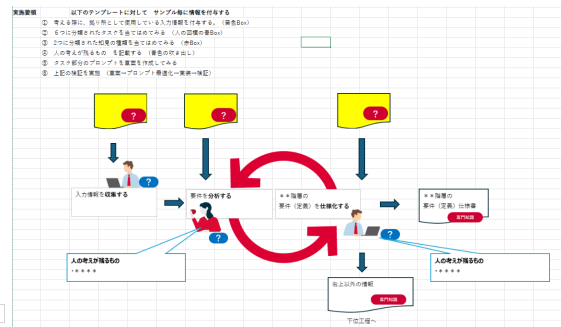 実施要領　以下のテンプレートに対して　サンプル毎に情報を付与する
①　考える際に、拠り所として使用している入力情報を付与する。（黄色Box）
②　６つに分類されたタスクを当てはめてみる　（人の面横の青Box）
③　2つに分類された知見の種類を当てはめてみる　（赤Box）
④　人の考えが残るもの　を記載する　（青色の吹き出し）
⑤　タスク部分のプロンプトを素案を作成してみる
⑥　上記の検証を実施　（素案⇒プロンプト最適化⇒実装⇒検証）
?
?
?
?
入力情報を収集する
要件を分析する
＊＊階層の
要件（定義）を仕様化する
＊＊階層の
要件（定義）仕様書
専門知識
?
?
人の考えが残るもの
・＊＊＊＊
人の考えが残るもの
・＊＊＊＊
右上以外の情報
専門知識
下位工程へ